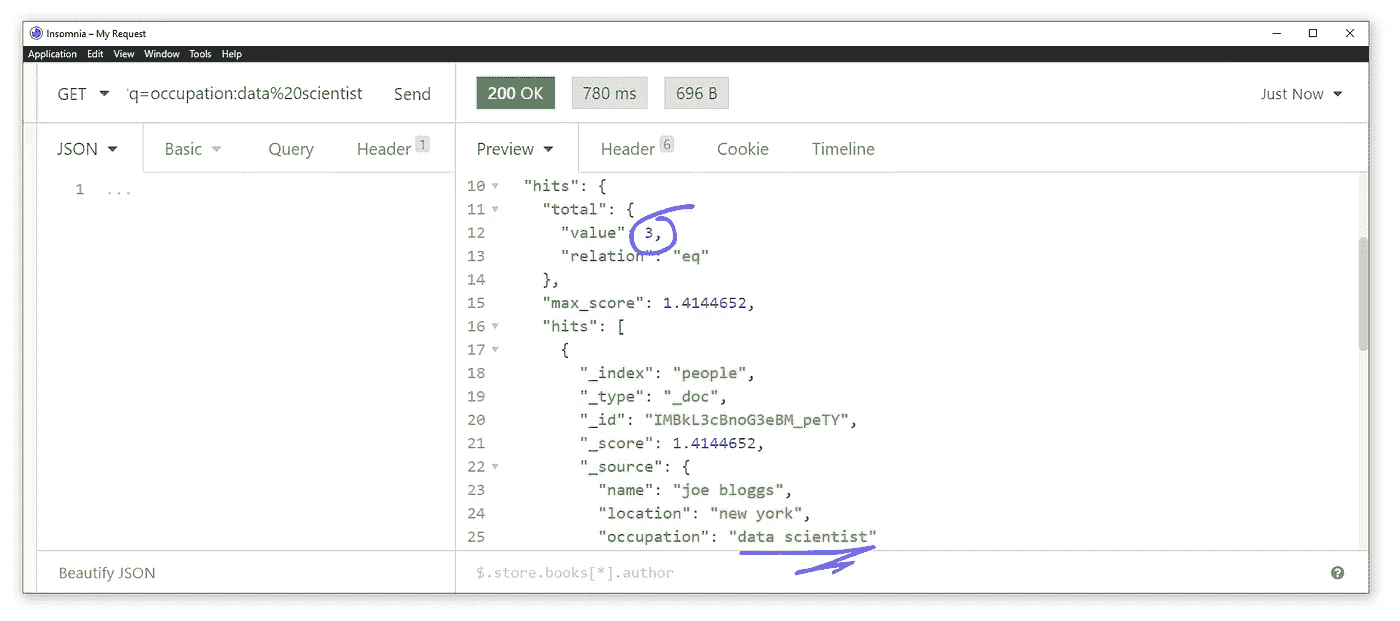 Insomnia – My Request
Application Edit View Window Tools Help
GET ?q=occupation:data%20scientist Send 200 OK 780 ms 696 B Just Now
JSON Basic Query Header 1 Preview Header 6 Cookie Timeline
1 ...
10 "hits": {
11 "total": {
12 "value": 3,
13 "relation": "eq"
14 },
15 "max_score": 1.4144652,
16 "hits": [
17 {
18 "_index": "people",
19 "_type": "_doc",
20 "_id": "IMBkL3cBnoG3eBM_peTY",
21 "_score": 1.4144652,
22 "_source": {
23 "name": "joe bloggs",
24 "location": "new york",
25 "occupation": "data scientist"
Beautify JSON $.store.books[*].author